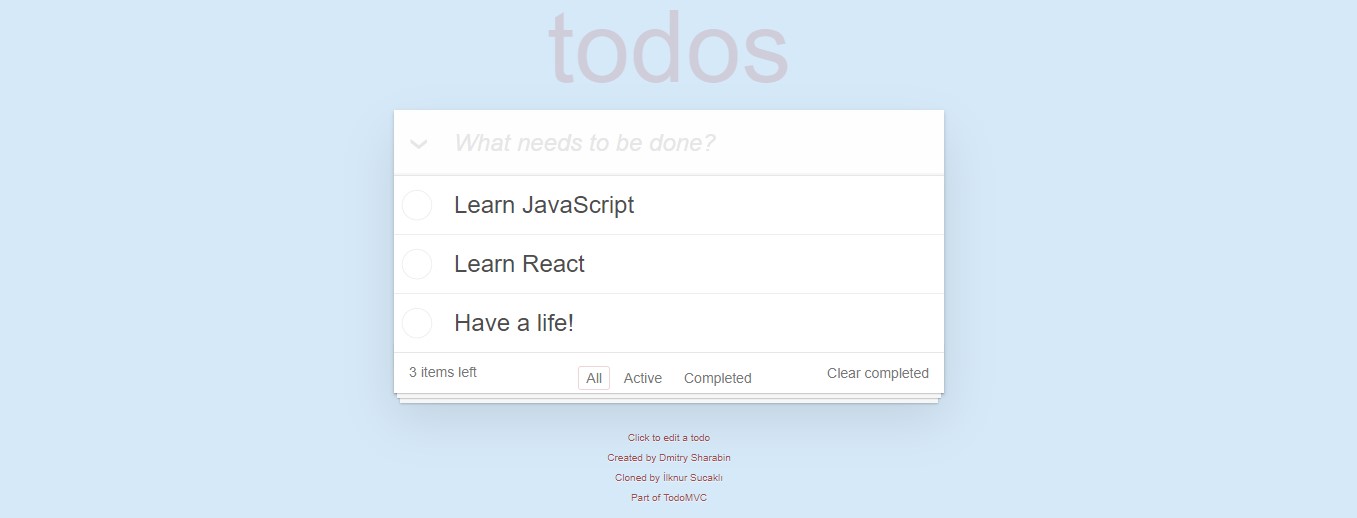 todos
What needs to be done?
Learn JavaScript
Learn React
Have a life!
3 items left All Active Completed Clear completed
Click to edit a todo
Created by Dmitry Sharabin
Cloned by İlknur Sucaklı
Part of TodoMVC